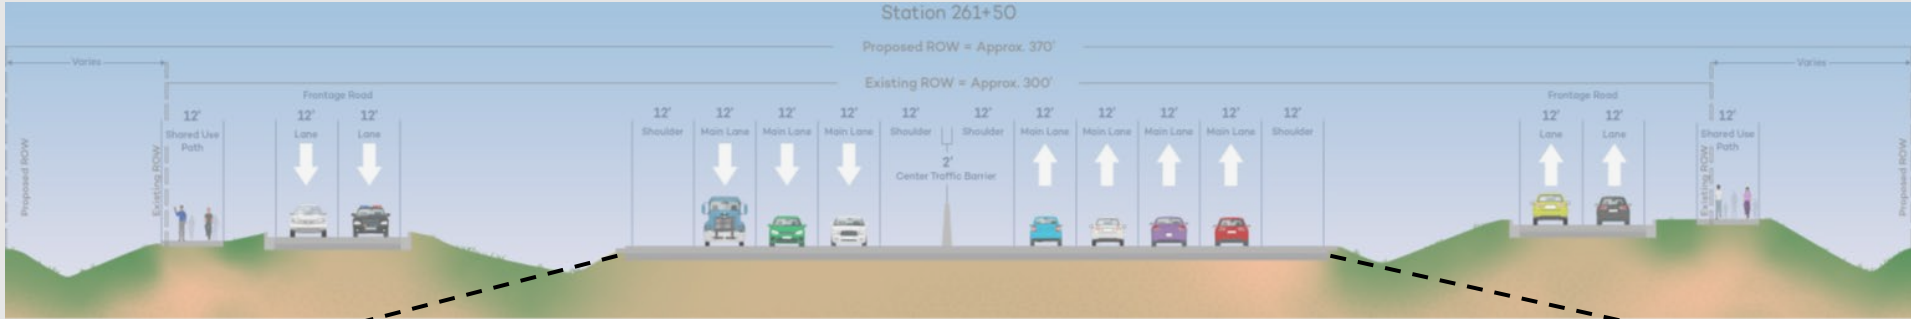 Station 261+50
Proposed ROW = Approx. 370'
Varies
Varies
Existing ROW = Approx. 300'
Frontage Road
Frontage Road
12'
Shared Use
Path
12'
Lane
12'
Lane
12'
Shoulder
12'
Main Lane
12'
Main Lane
12'
Main Lane
12'
Shoulder
2'
Center Traffic Barrier
12'
Shoulder
12'
Main Lane
12'
Main Lane
12'
Main Lane
12'
Main Lane
12'
Shoulder
12'
Lane
12'
Lane
12'
Shared Use
Path
Proposed ROW
Existing ROW
Existing ROW
Proposed ROW